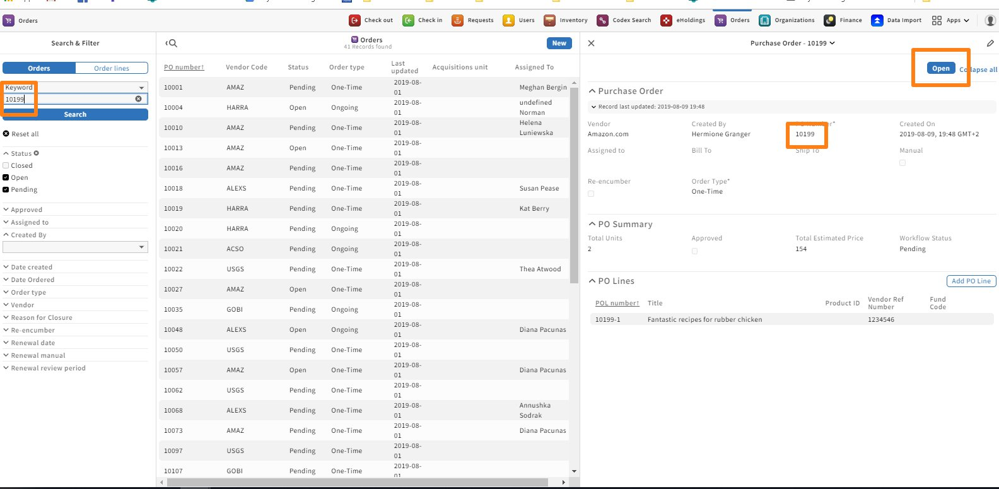 Orders
Check out
Check in
Requests
Users
Inventory
Codex Search
eHoldings
Orders
Organizations
Finance
Data Import
Apps
Search & Filter
Orders
Order lines
Keyword
10199
Search
Reset all
Status
Closed
Open
Pending
Approved
Assigned to
Created By
Date created
Date Ordered
Order type
Vendor
Reason for Closure
Re-encumber
Renewal date
Renewal manual
Renewal review period
Orders
41 Records found
New
PO number↑ Vendor Code Status Order type Last updated Acquisitions unit Assigned To
10001 AMAZ Pending One-Time 2019-08-01 Meghan Bergin
10004 HARRA Open Ongoing 2019-08-01 undefined Norman
10010 AMAZ Pending One-Time 2019-08-01 Helena Luniewska
10013 AMAZ Open One-Time 2019-08-01
10016 AMAZ Pending One-Time 2019-08-01
10018 ALEXS Pending One-Time 2019-08-01 Susan Pease
10019 HARRA Pending One-Time 2019-08-01 Kat Berry
10020 HARRA Pending Ongoing 2019-08-01
10021 ACSO Pending Ongoing 2019-08-01
10022 USGS Pending One-Time 2019-08-01 Thea Atwood
10027 AMAZ Open One-Time 2019-08-01
10035 GOBI Pending Ongoing 2019-08-01
10048 ALEXS Open Ongoing 2019-08-01 Diana Pacunas
10050 USGS Pending One-Time 2019-08-01
10057 AMAZ Open One-Time 2019-08-01 Diana Pacunas
10062 USGS Pending One-Time 2019-08-01
10068 ALEXS Pending One-Time 2019-08-01 Annushka Sodrak
10073 AMAZ Pending One-Time 2019-08-01 Diana Pacunas
10097 USGS Pending One-Time 2019-08-01
10107 GOBI Pending One-Time 2019-08-01
Purchase Order - 10199
Open
Collapse all
Purchase Order
Record last updated: 2019-08-09 19:48
Vendor
Amazon.com
Created By
Hermione Granger
PO Number*
10199
Created On
2019-08-09, 19:48 GMT+2
Assigned to
Bill To
Ship To
Manual
Re-encumber
Order Type*
One-Time
PO Summary
Total Units
2
Approved
Total Estimated Price
154
Workflow Status
Pending
PO Lines
Add PO Line
POL number↑ Title Product ID Vendor Ref Number Fund Code
10199-1 Fantastic recipes for rubber chicken 1234546